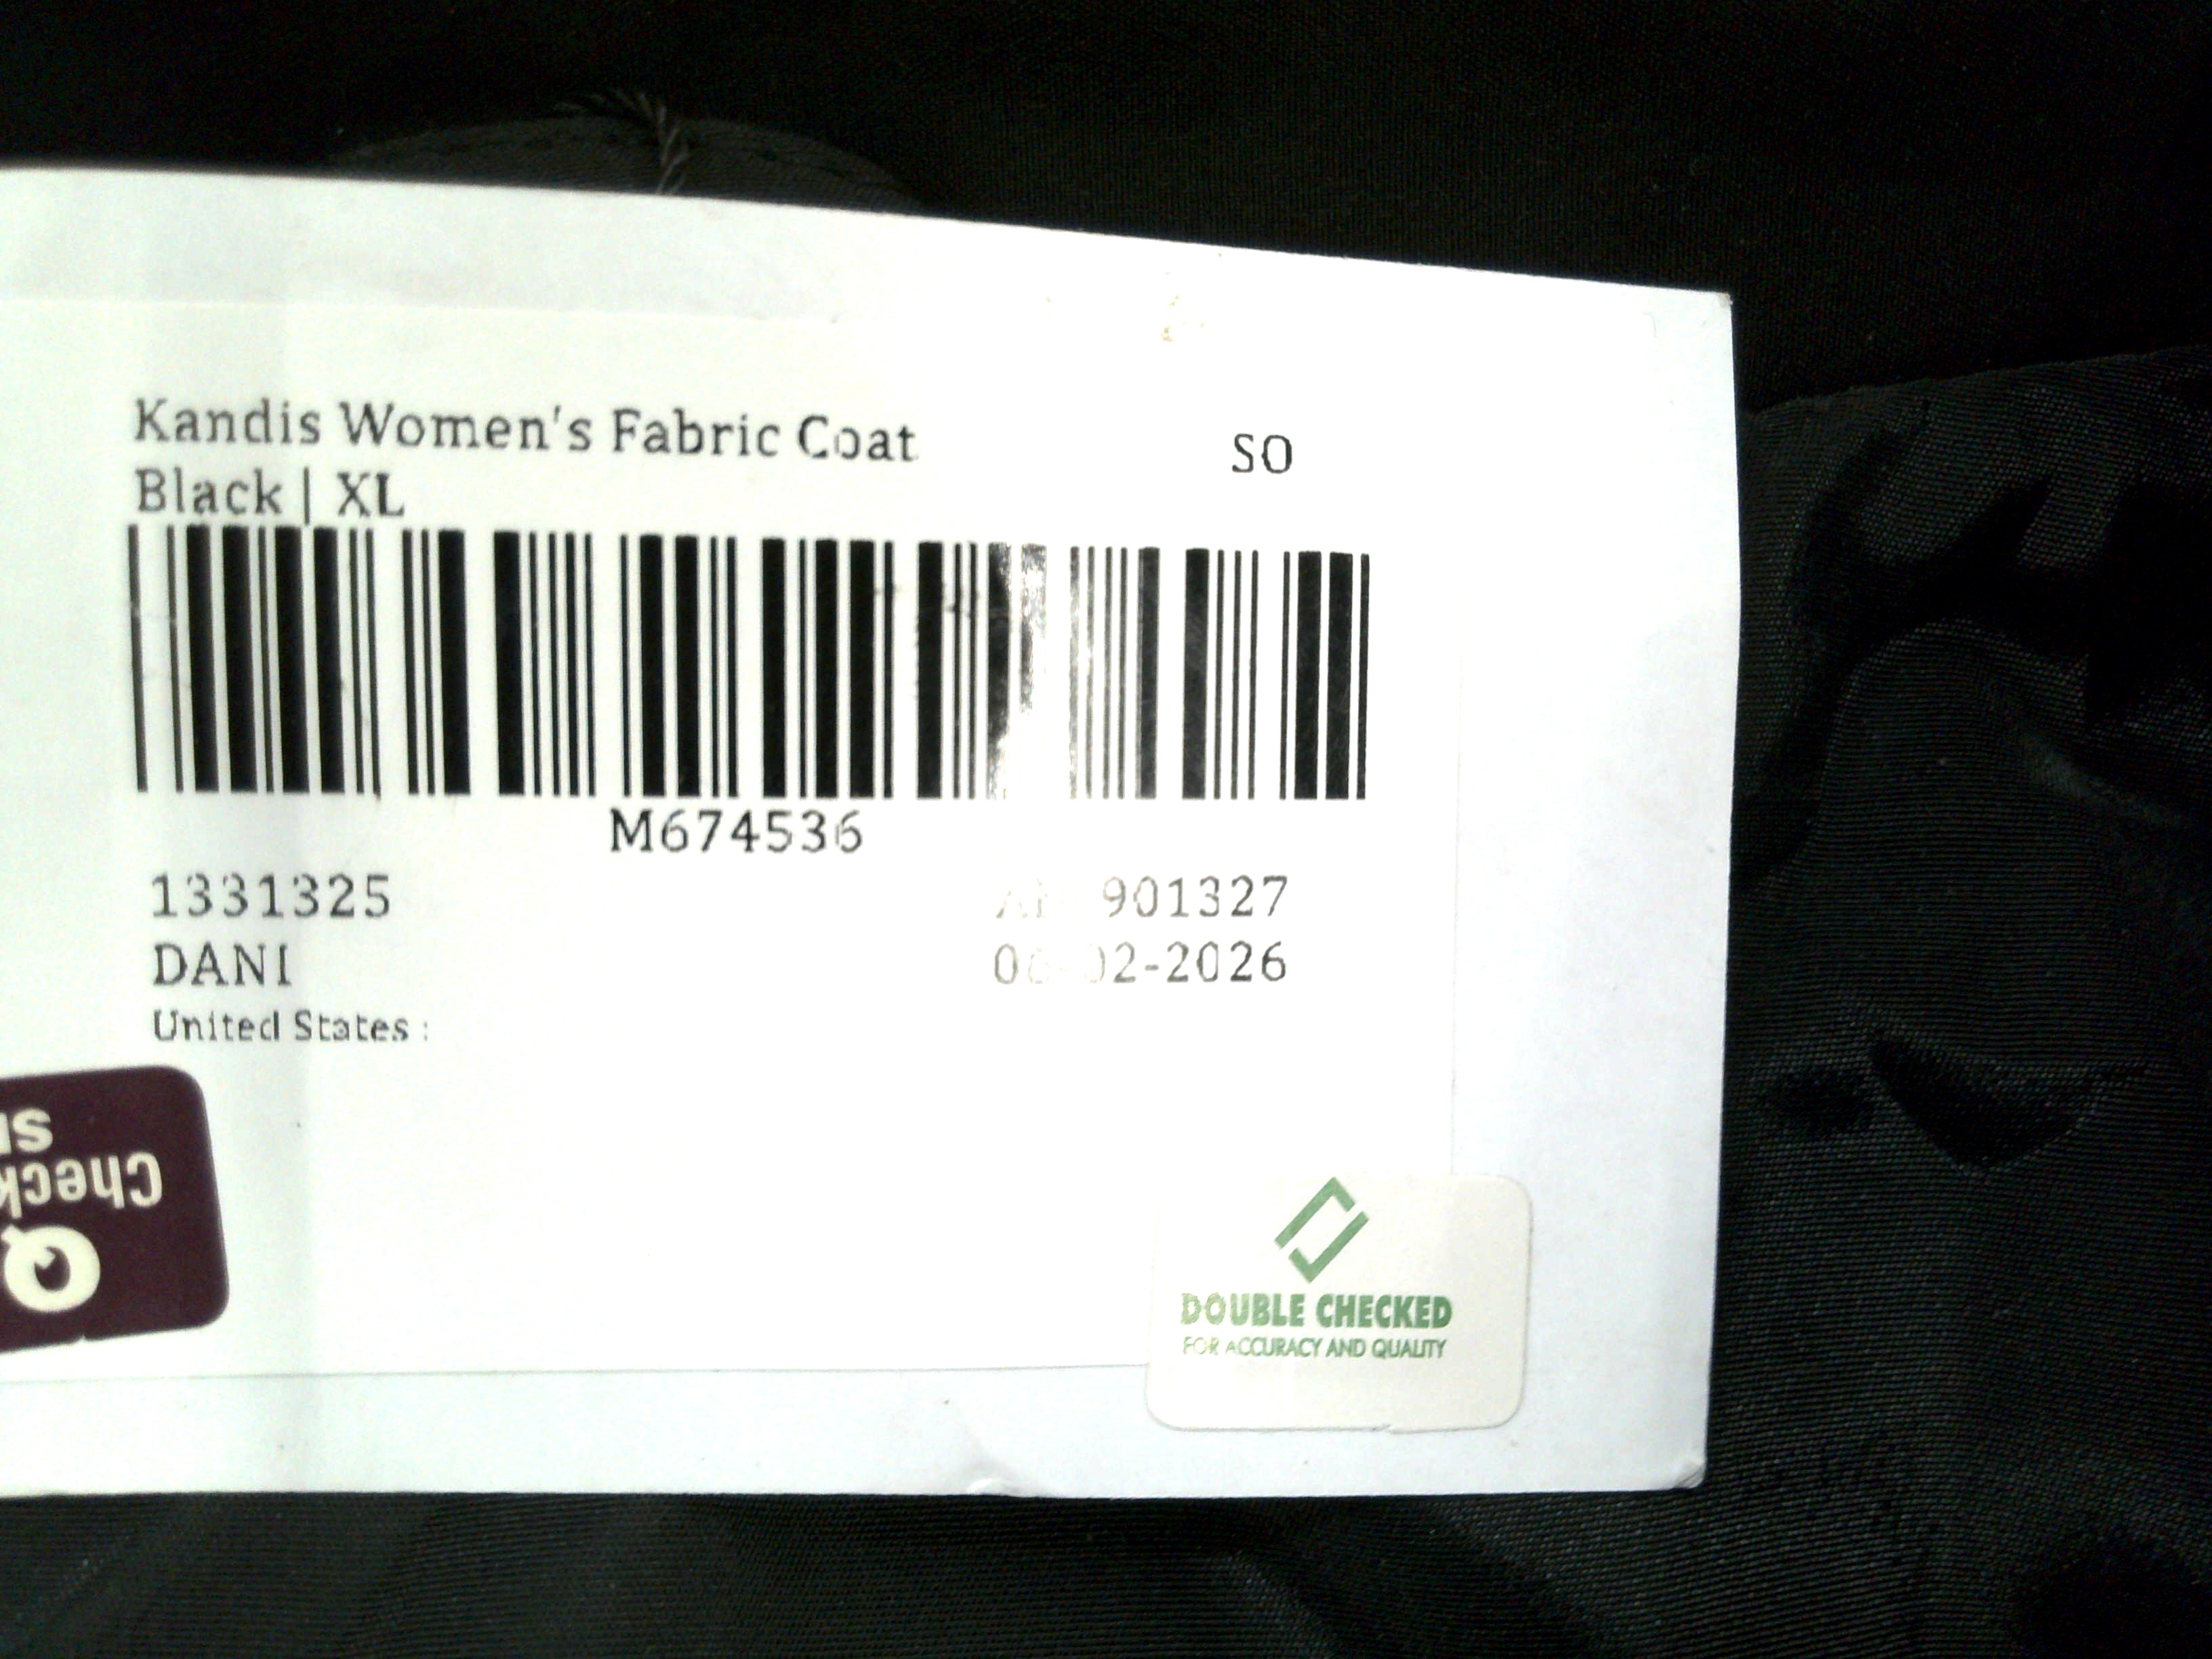 Kandis Women's Fabric Coat
SO
Black | XL
M674536
1331325
901327
DANI
United States :
Check
Q
DOUBLE CHECKED
FOR ACCURACY AND QUALITY